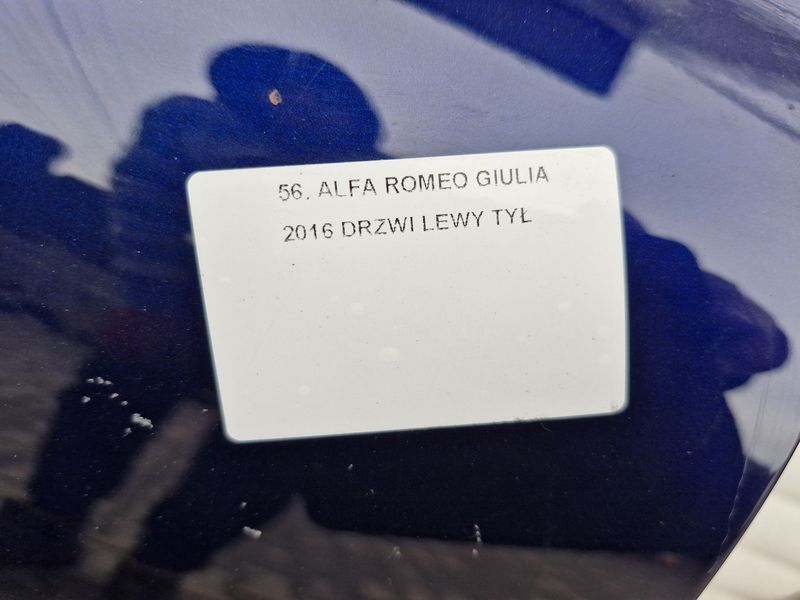 56. ALFA ROMEO GIULIA
2016 DRZWI LEWY TYŁ